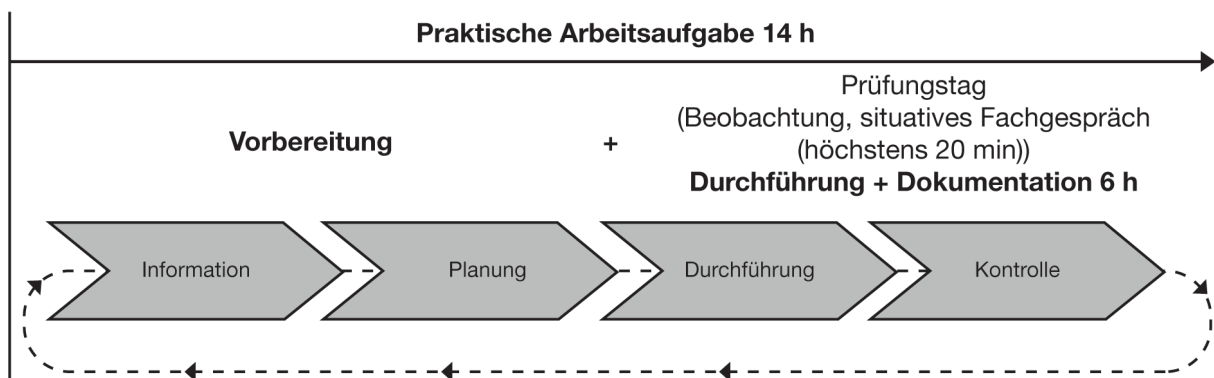 Praktische Arbeitsaufgabe 14 h
Prüfungstag
(Beobachtung, situatives Fachgespräch
Vorbereitung + (höchstens 20 min))
Durchführung + Dokumentation 6 h
Information Planung Durchführung Kontrolle